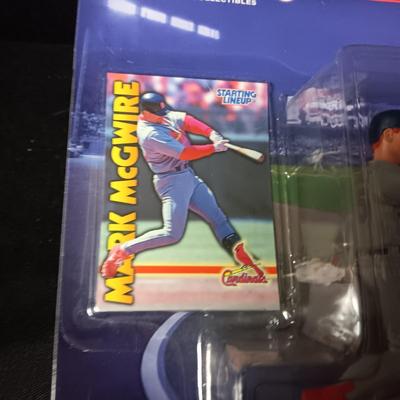 COLLECTIBLES
STARTING
LINEUP
MARK McGWIRE
Cardinals